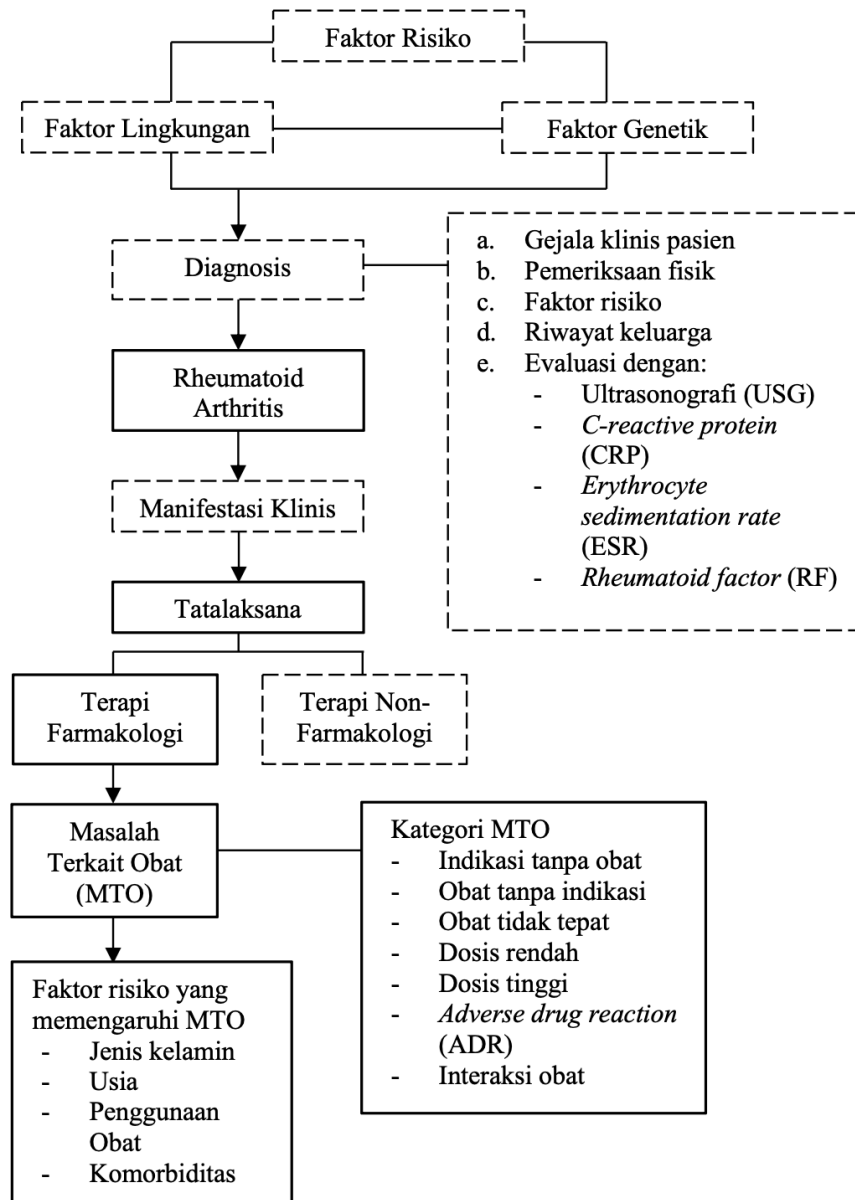 Faktor Risiko
Faktor Lingkungan
Faktor Genetik
Diagnosis
a. Gejala klinis pasien
b. Pemeriksaan fisik
c. Faktor risiko
d. Riwayat keluarga
e. Evaluasi dengan:
- Ultrasonografi (USG)
- C-reactive protein
(CRP)
- Erythrocyte
sedimentation rate
(ESR)
- Rheumatoid factor (RF)
Rheumatoid
Arthritis
Manifestasi Klinis
Tatalaksana
Terapi
Farmakologi
Terapi Non-
Farmakologi
Masalah
Terkait Obat
(MTO)
Kategori MTO
- Indikasi tanpa obat
- Obat tanpa indikasi
- Obat tidak tepat
- Dosis rendah
- Dosis tinggi
- Adverse drug reaction
(ADR)
- Interaksi obat
Faktor risiko yang
memengaruhi MTO
- Jenis kelamin
- Usia
- Penggunaan
Obat
- Komorbiditas